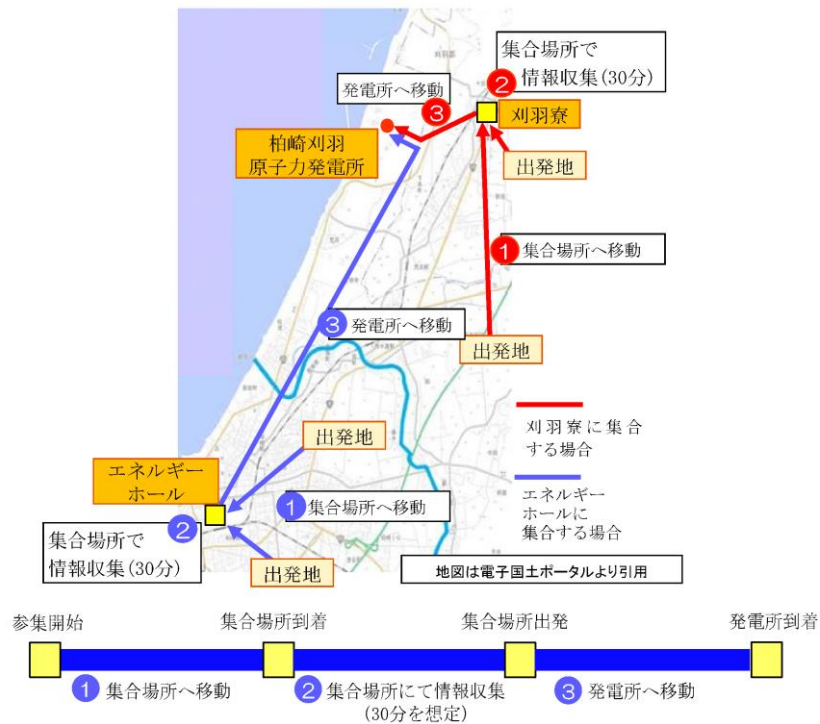 集合場所で
情報収集(30分)
②
発電所へ移動
③
刈羽寮
柏崎刈羽
原子力発電所
出発地
① 集合場所へ移動
③ 発電所へ移動
出発地
刈羽寮に集合
する場合
出発地
エネルギー
ホール
エネルギー
ホールに
集合する場合
① 集合場所へ移動
②
集合場所で
情報収集(30分)
出発地
地図は電子国土ポータルより引用
参集開始
集合場所到着
集合場所出発
発電所到着
① 集合場所へ移動
② 集合場所にて情報収集
(30分を想定)
③ 発電所へ移動